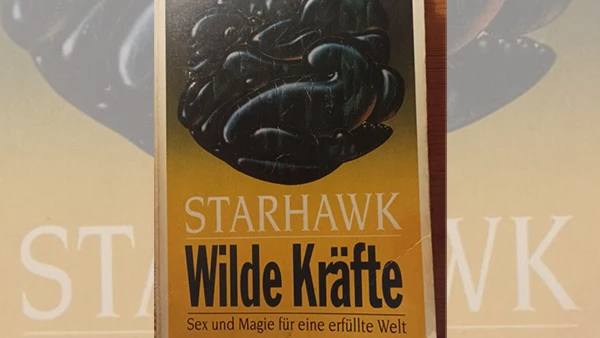 STARHAWK
Wilde Kräfte
Sex und Magie für eine erfüllte Welt